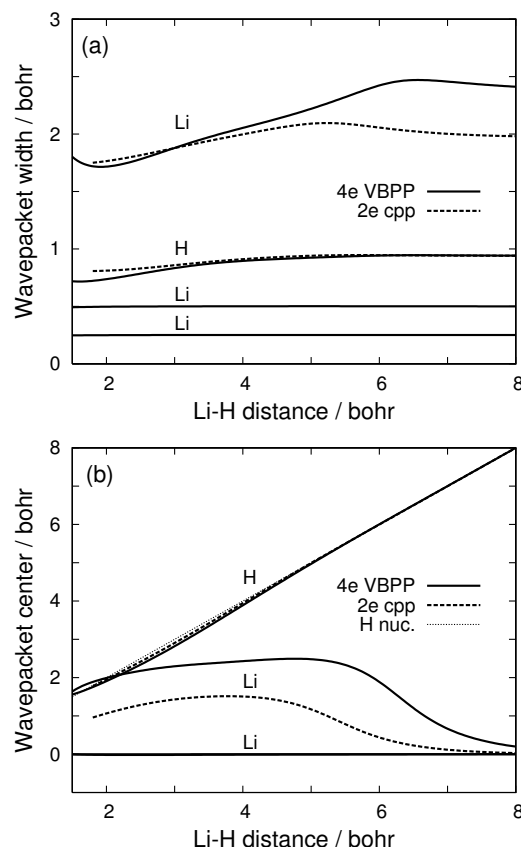 (a)
3
2
1
0
Wavepacket width / bohr
Li
4e VBPP
2e cpp
H
Li
Li
2 4 6 8
Li-H distance / bohr
(b)
8
6
4
2
0
Wavepacket center / bohr
H
4e VBPP
2e cpp
H nuc.
Li
Li
2 4 6 8
Li-H distance / bohr